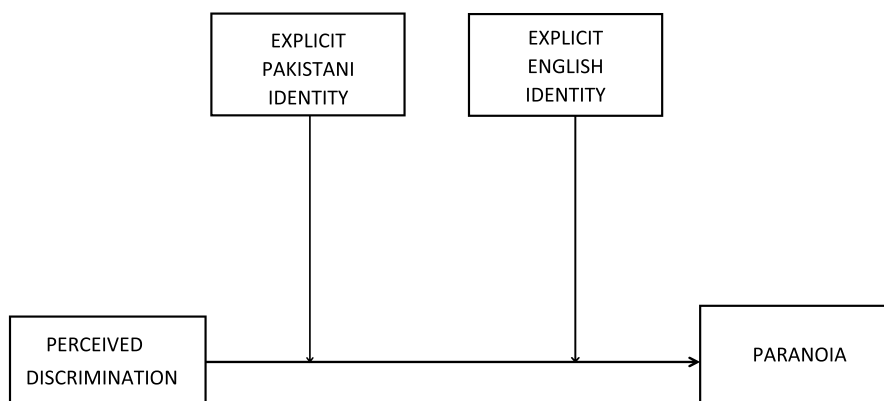 EXPLICIT
PAKISTANI
IDENTITY
EXPLICIT
ENGLISH
IDENTITY
PERCEIVED
DISCRIMINATION
PARANOIA